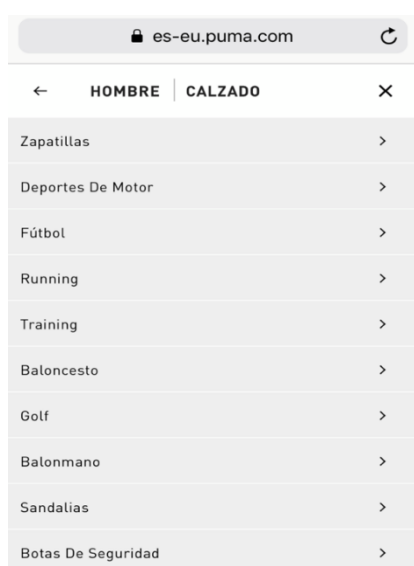 es-eu.puma.com
HOMBRE CALZADO
Zapatillas
Deportes De Motor
Fútbol
Running
Training
Baloncesto
Golf
Balonmano
Sandalias
Botas De Seguridad